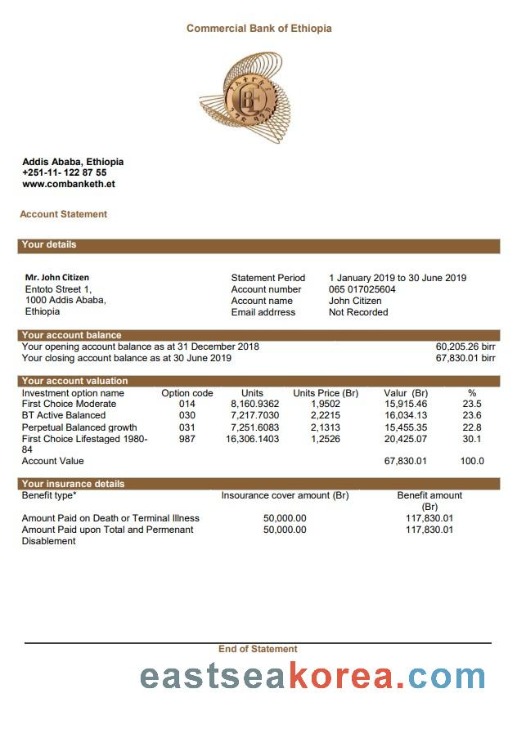 Commercial Bank of Ethiopia
Addis Ababa, Ethiopia
+251-11- 122 87 55
www.combanketh.et
Account Statement
Your details
Mr. John Citizen
Entoto Street 1,
1000 Addis Ababa,
Ethiopia
Statement Period 1 January 2019 to 30 June 2019
Account number 065 017025604
Account name John Citizen
Email addrress Not Recorded
Your account balance
Your opening account balance as at 31 December 2018 60,205.26 birr
Your closing account balance as at 30 June 2019 67,830.01 birr
Your account valuation
Investment option name Option code Units Units Price (Br) Valur (Br) %
First Choice Moderate 014 8,160.9362 1,9502 15,915.46 23.5
BT Active Balanced 030 7,217.7030 2,2215 16,034.13 23.6
Perpetual Balanced growth 031 7,251.6083 2,1313 15,455.35 22.8
First Choice Lifestaged 1980- 987 16,306.1403 1,2526 20,425.07 30.1
84
Account Value 67,830.01 100.0
Your insurance details
Benefit type* Insourance cover amount (Br) Benefit amount
(Br)
Amount Paid on Death or Terminal Illness 50,000.00 117,830.01
Amount Paid upon Total and Permenant 50,000.00 117,830.01
Disablement
End of Statement
eastseakorea.com